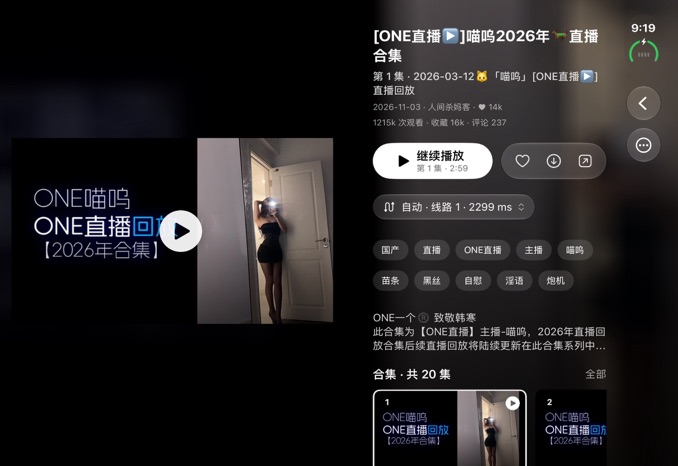 ONE喵呜
ONE直播回放
【2026年合集】
[ONE直播▶️]喵呜2026年🐆直播
合集
第 1 集 · 2026-03-12🐱「喵呜」[ONE直播▶️]
直播回放
2026-11-03 · 人间杀妈客 · ♥ 14k
1215k 次观看 · 收藏 16k · 评论 237
继续播放
第 1 集 · 2:59
自动 · 线路 1 · 2299 ms
国产
直播
ONE直播
主播
喵呜
苗条
黑丝
自慰
淫语
炮机
ONE一个 ® 致敬韩寒
此合集为【ONE直播】主播-喵呜，2026年直播回
放合集后续直播回放将陆续更新在此合集系列中...
合集 · 共 20 集
全部
1
ONE喵呜
ONE直播回放
【2026年合集】
2
ONE喵呜
ONE直播回放
【2026年合集】
9:19